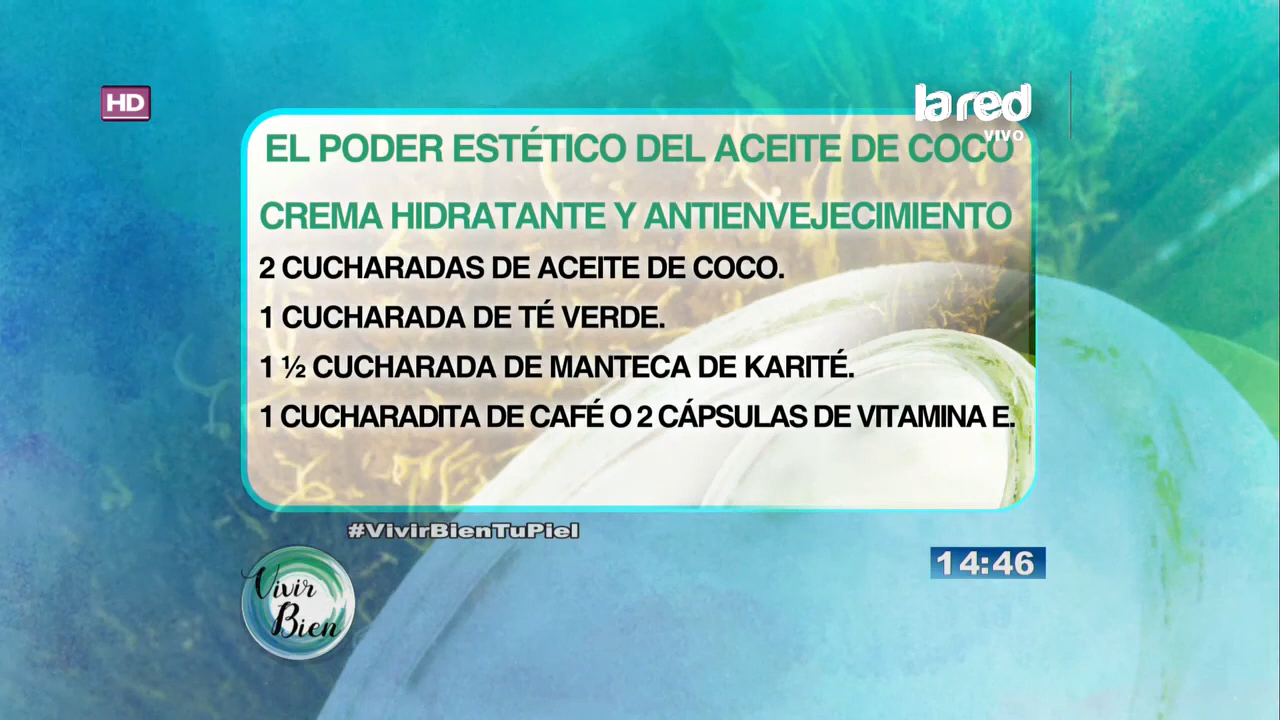 HD
la red
VIVO
EL PODER ESTÉTICO DEL ACEITE DE COCO
CREMA HIDRATANTE Y ANTIENVEJECIMIENTO
2 CUCHARADAS DE ACEITE DE COCO.
1 CUCHARADA DE TÉ VERDE.
1 ½ CUCHARADA DE MANTECA DE KARITÉ.
1 CUCHARADITA DE CAFÉ O 2 CÁPSULAS DE VITAMINA E.
#VivirBienTuPiel
14:46
Vivir
Bien